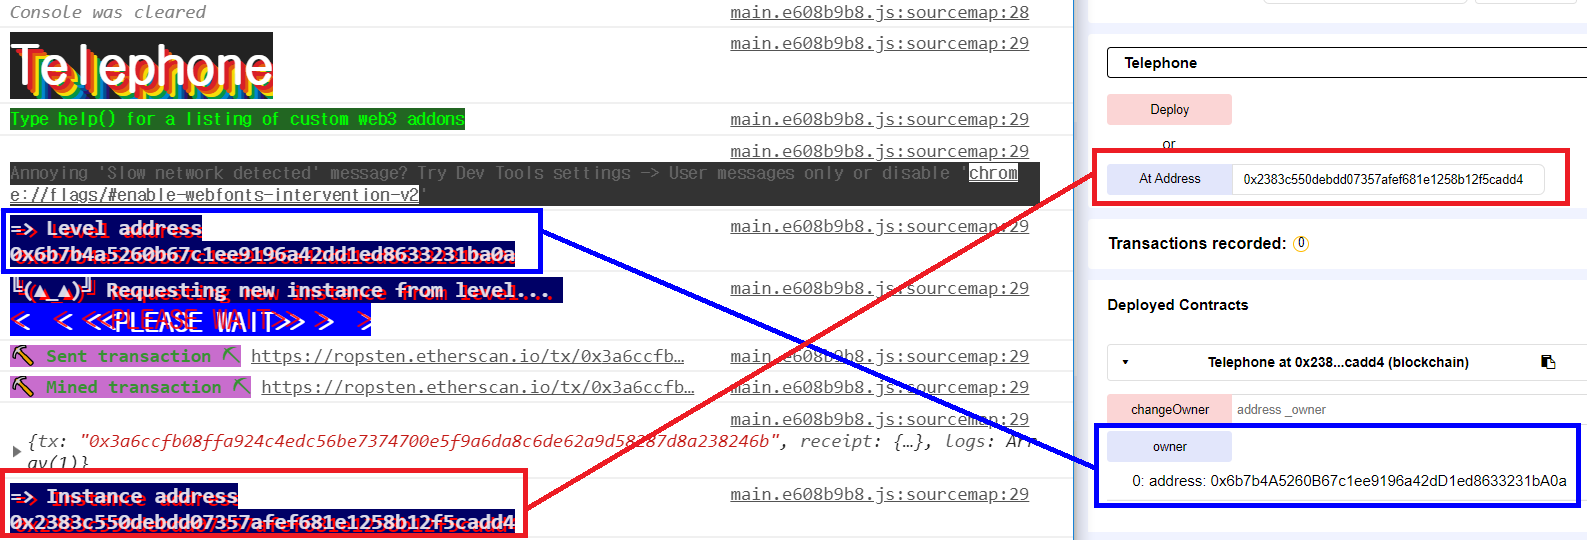 Console was cleared
main.e608b9b8.js:sourcemap:28
Telephone
main.e608b9b8.js:sourcemap:29
Type help() for a listing of custom web3 addons
main.e608b9b8.js:sourcemap:29
main.e608b9b8.js:sourcemap:29
Annoying 'Slow network detected' message? Try Dev Tools settings -> User messages only or disable 'chrom
e://flags/#enable-webfonts-intervention-v2'
=> Level address
main.e608b9b8.js:sourcemap:29
0x6b7b4a5260b67c1ee9196a42dd1ed8633231ba0a
╚(▲_▲)╝ Requesting new instance from level...
main.e608b9b8.js:sourcemap:29
< < <<PLEASE WAIT>> > >
Sent transaction ⛏ https://ropsten.etherscan.io/tx/0x3a6ccfb…
main.e608b9b8.js:sourcemap:29
Mined transaction ⛏ https://ropsten.etherscan.io/tx/0x3a6ccfb…
main.e608b9b8.js:sourcemap:29
main.e608b9b8.js:sourcemap:29
{tx: "0x3a6ccfb08ffa924c4edc56be7374700e5f9a6da8c6de62a9d58287d8a238246b", receipt: {…}, logs: Ar
ay(1)}
=> Instance address
main.e608b9b8.js:sourcemap:29
0x2383c550debdd07357afef681e1258b12f5cadd4
Telephone
Deploy
or
At Address
0x2383c550debdd07357afef681e1258b12f5cadd4
Transactions recorded: 0
Deployed Contracts
Telephone at 0x238...cadd4 (blockchain)
changeOwner
address _owner
owner
0: address: 0x6b7b4A5260B67c1ee9196a42dD1ed8633231bA0a